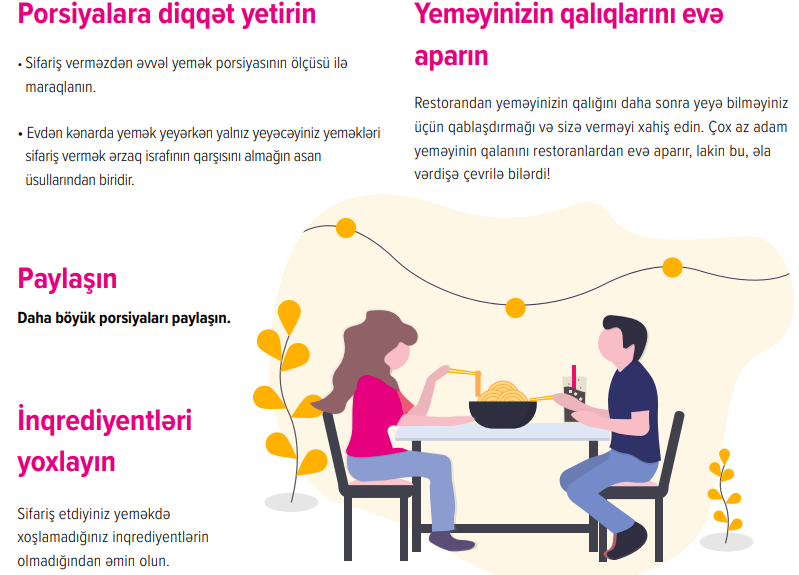 Porsiyalara diqqət yetirin
• Sifariş verməzdən əvvəl yemək porsiyasının ölçüsü ilə
maraqlanın.
• Evdən kənarda yemək yeyərkən yalnız yeyəcəyiniz yeməkləri
sifariş vermək ərzaq israfının qarşısını almağın asan
üsullarından biridir.
Yeməyinizin qalıqlarını evə
aparın
Restorandan yeməyinizin qalığını daha sonra yeyə bilməyiniz
üçün qablaşdırmağı və sizə verməyi xahiş edin. Çox az adam
yeməyinin qalanını restoranlardan evə aparır, lakin bu, əla
vərdişə çevrilə bilərdi!
Paylaşın
Daha böyük porsiyaları paylaşın.
İnqrediyentləri
yoxlayın
Sifariş etdiyiniz yeməkdə
xoşlamadığınız inqrediyentlərin
olmadığından əmin olun.